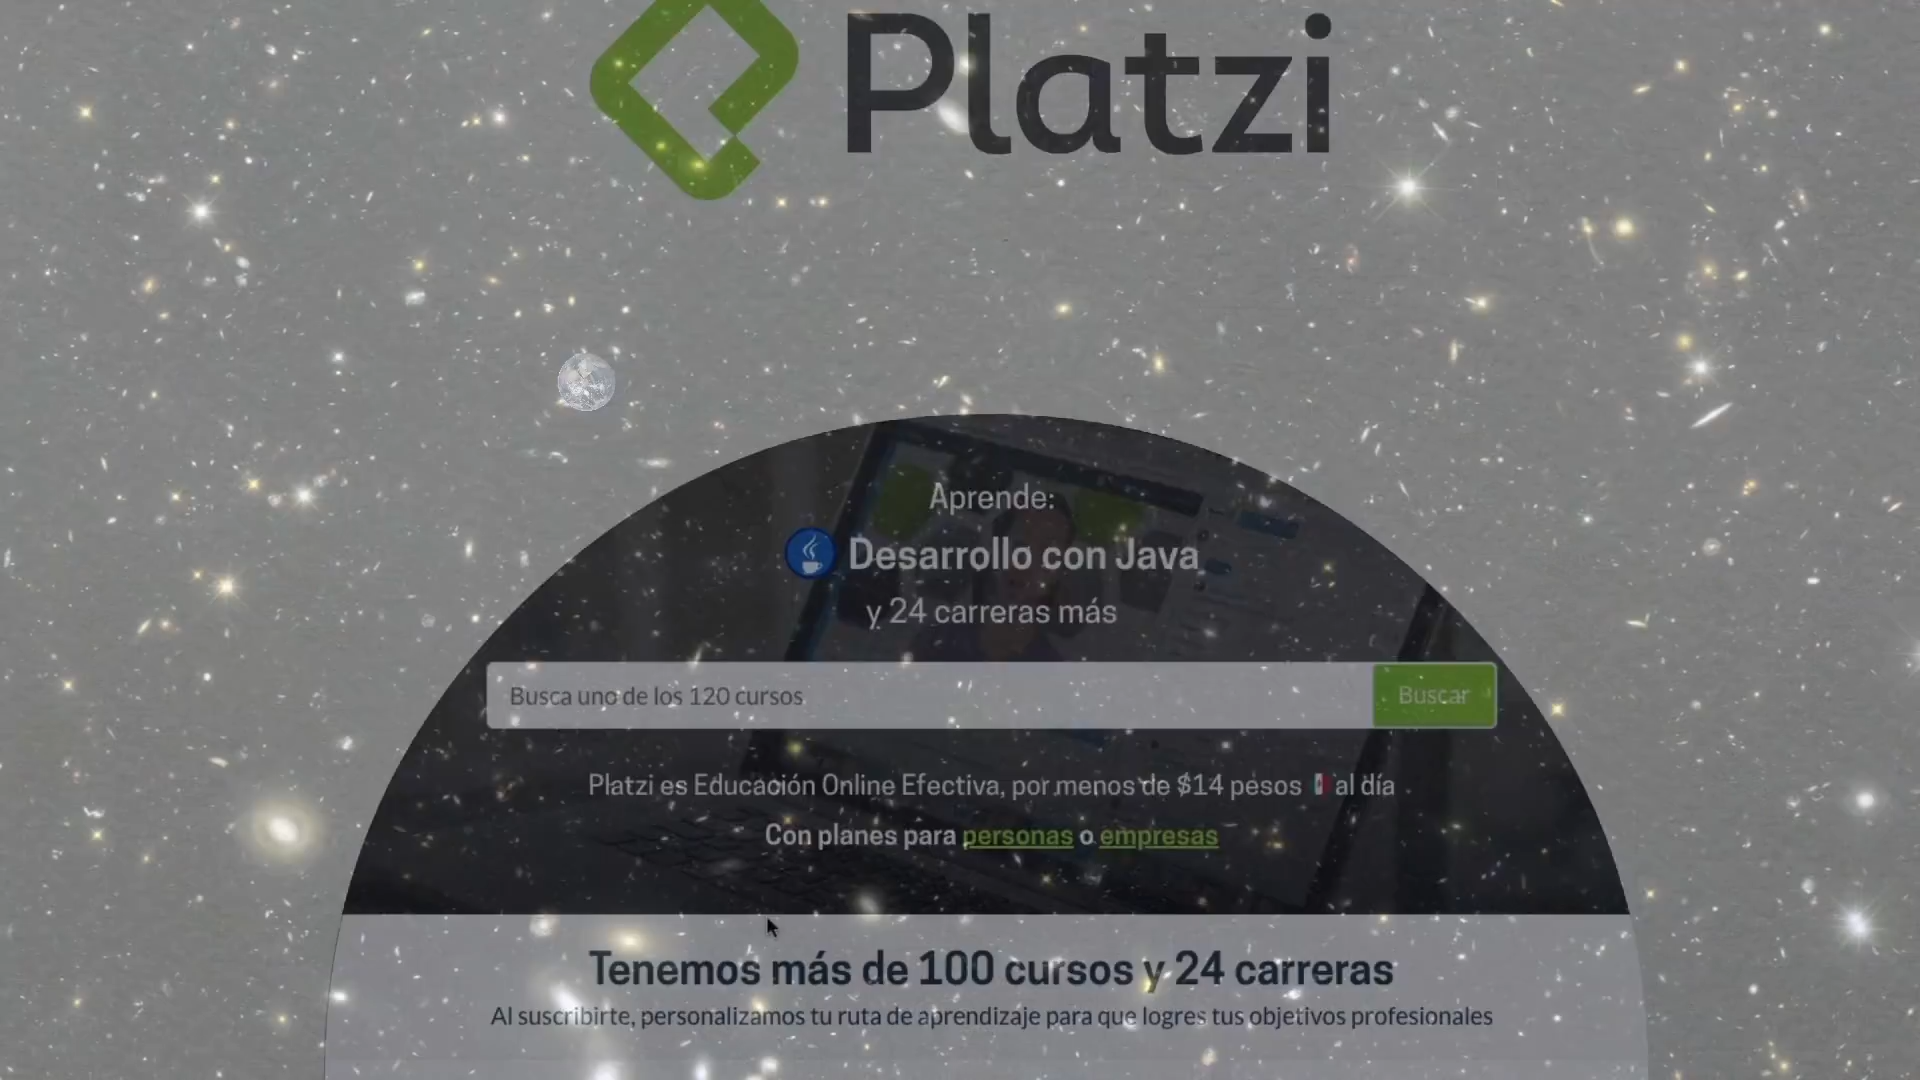 Platzi
Aprende:
Desarrollo con Java
y 24 carreras más
Busca uno de los 120 cursos
Buscar
Platzi es Educación Online Efectiva, por menos de $14 pesos al día
Con planes para personas o empresas
Tenemos más de 100 cursos y 24 carreras
Al suscribirte, personalizamos tu ruta de aprendizaje para que logres tus objetivos profesionales